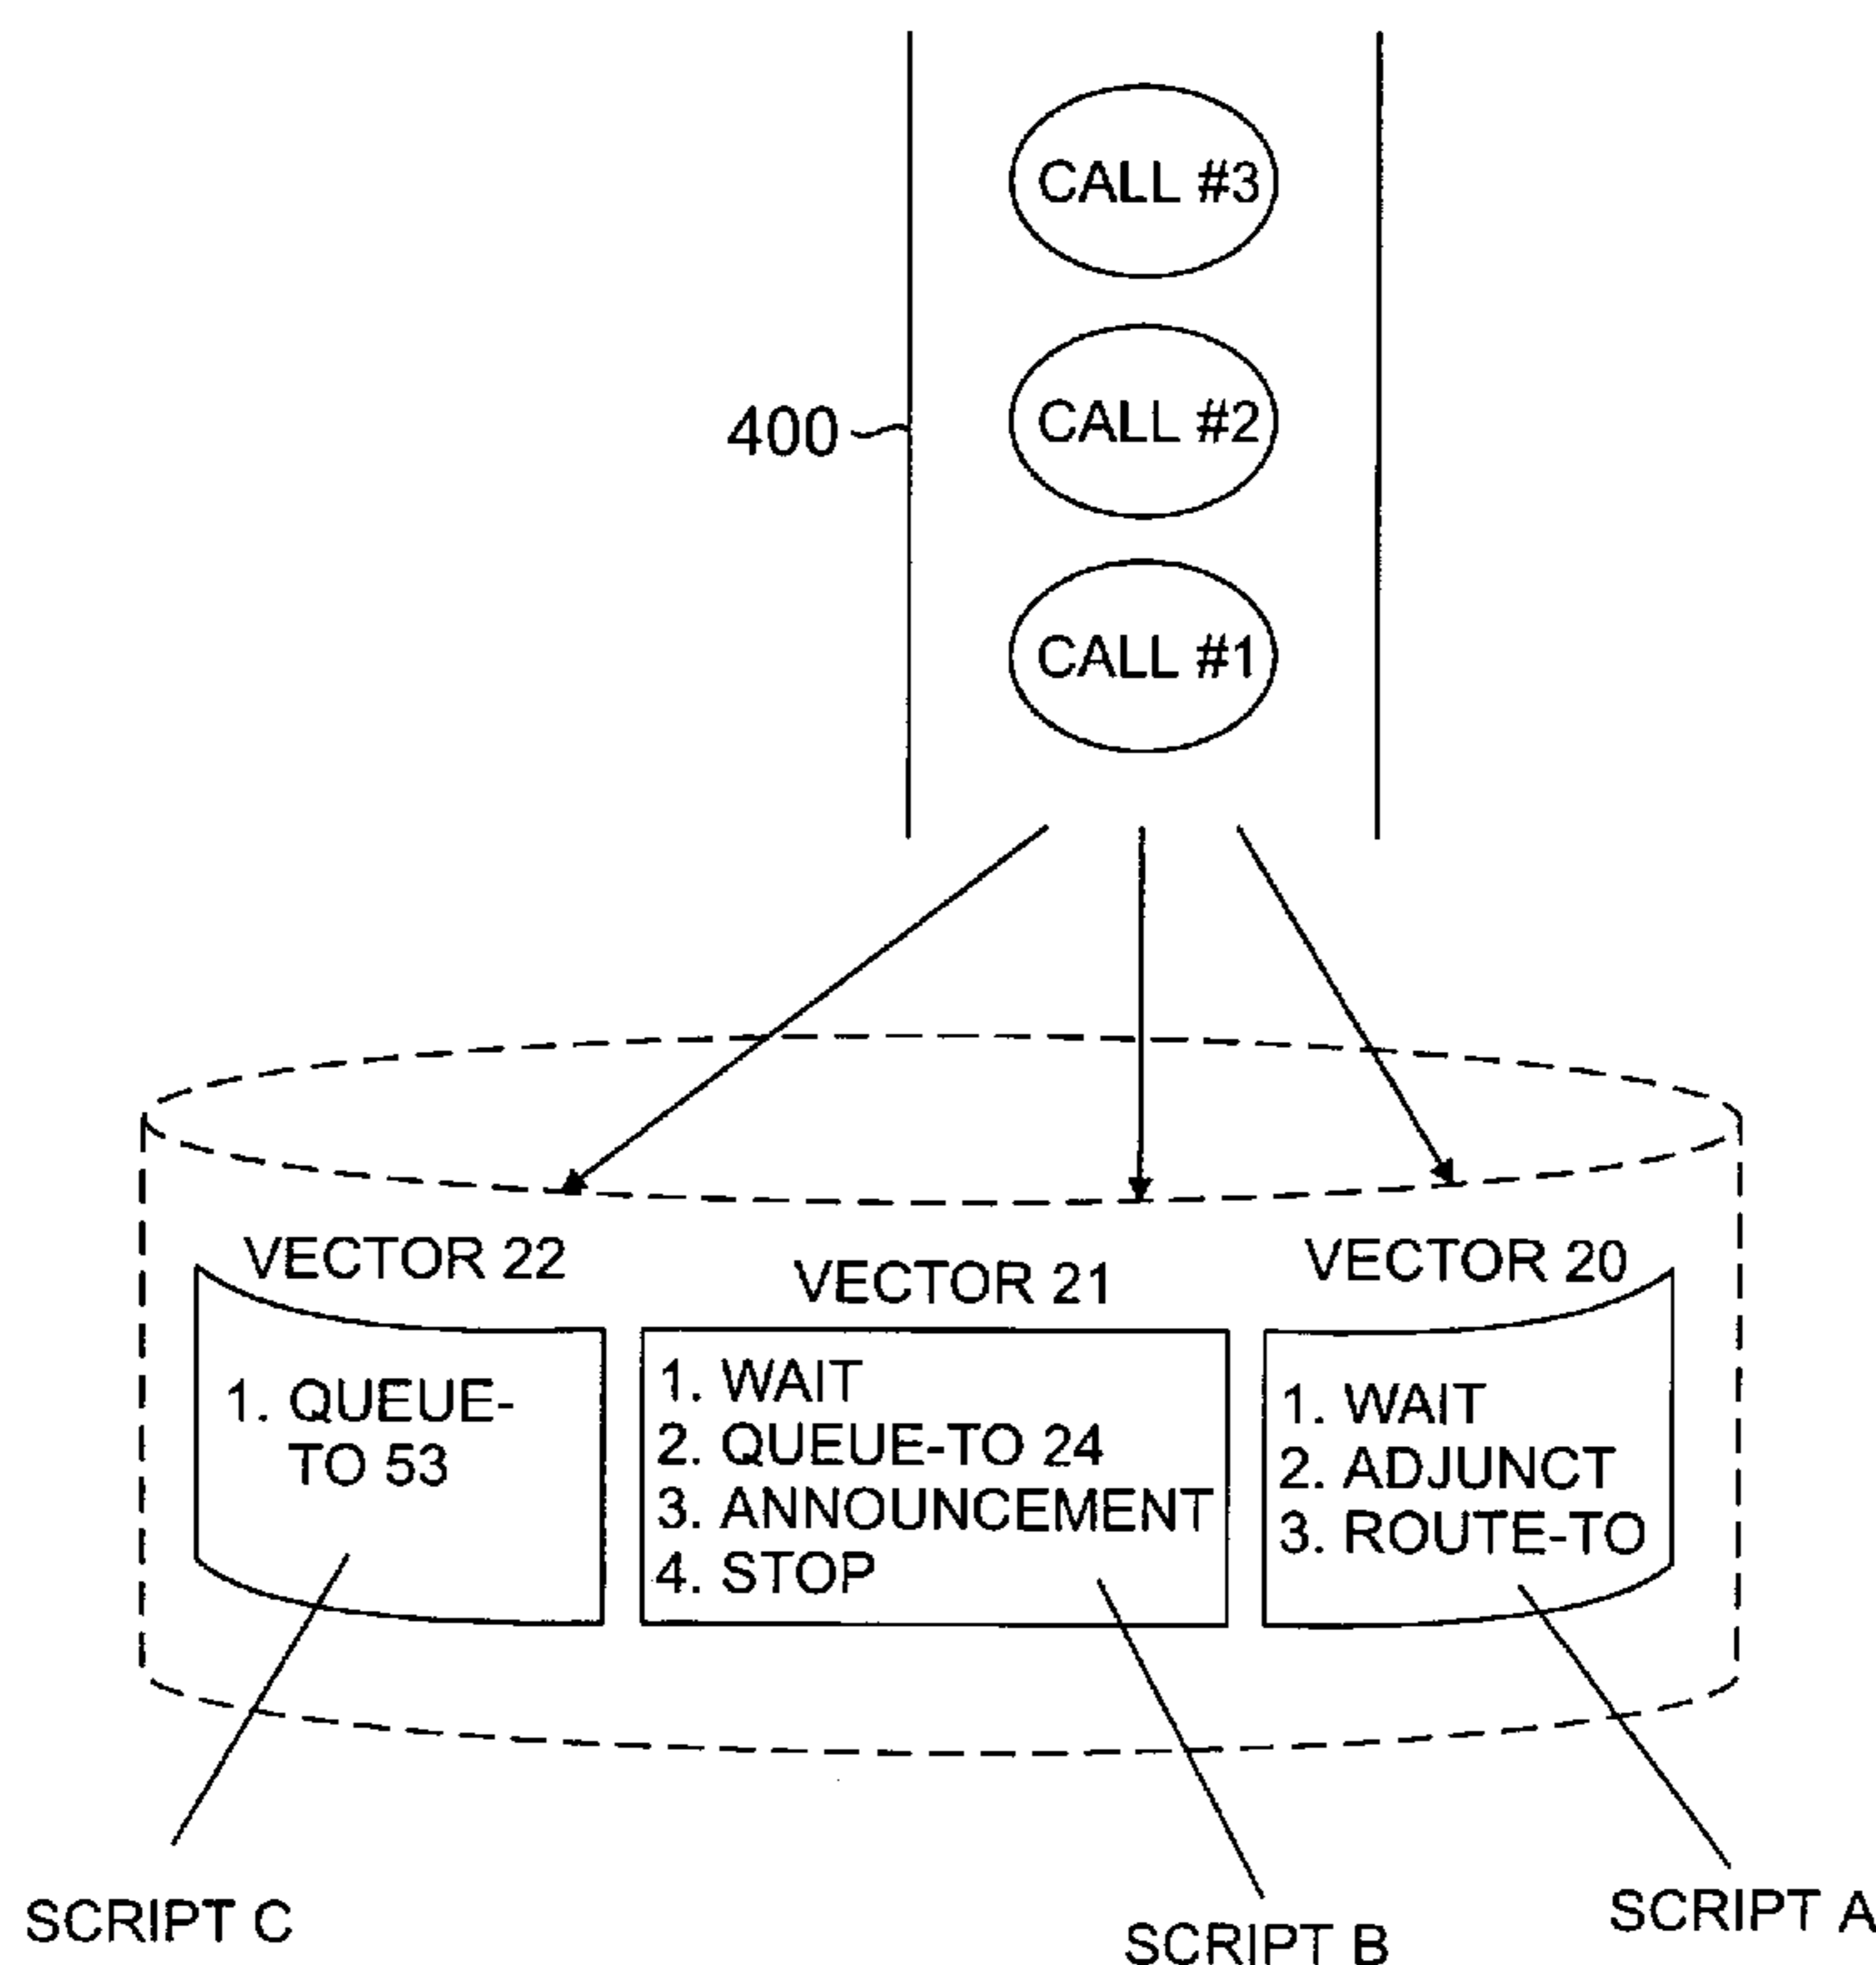 CALL #3
CALL #2
400
CALL #1
VECTOR 22
1. QUEUE-
TO 53
VECTOR 21
1. WAIT
2. QUEUE-TO 24
3. ANNOUNCEMENT
4. STOP
VECTOR 20
1. WAIT
2. ADJUNCT
3. ROUTE-TO
SCRIPT C
SCRIPT B
SCRIPT A